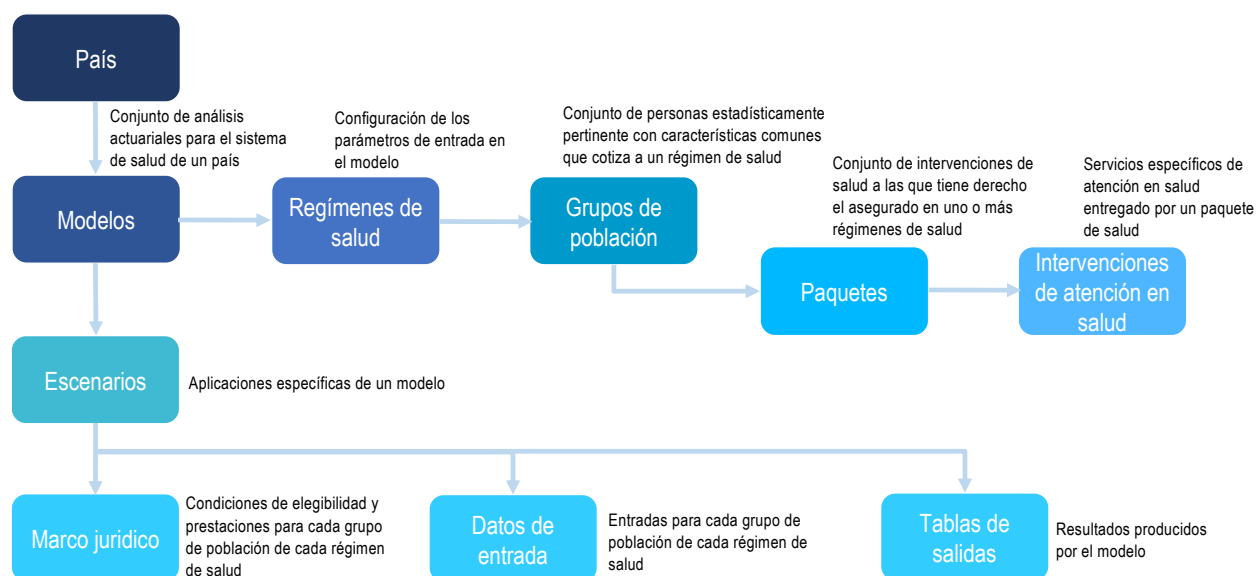 País
Conjunto de análisis
actuariales para el sistema
de salud de un país
Configuración de los
parámetros de entrada en
el modelo
Conjunto de personas estadísticamente
pertinente con características comunes
que cotiza a un régimen de salud
Conjunto de intervenciones de
salud a las que tiene derecho
el asegurado en uno o más
régimenes de salud
Servicios específicos de
atención en salud
entregado por un paquete
de salud
Modelos
Regímenes de
salud
Grupos de
población
Paquetes
Intervenciones
de atención en
salud
Escenarios
Aplicaciones específicas de un modelo
Marco juridico
Condiciones de elegibilidad y
prestaciones para cada grupo
de población de cada régimen
de salud
Datos de
entrada
Entradas para cada grupo de
población de cada régimen de
salud
Tablas de
salidas
Resultados producidos
por el modelo